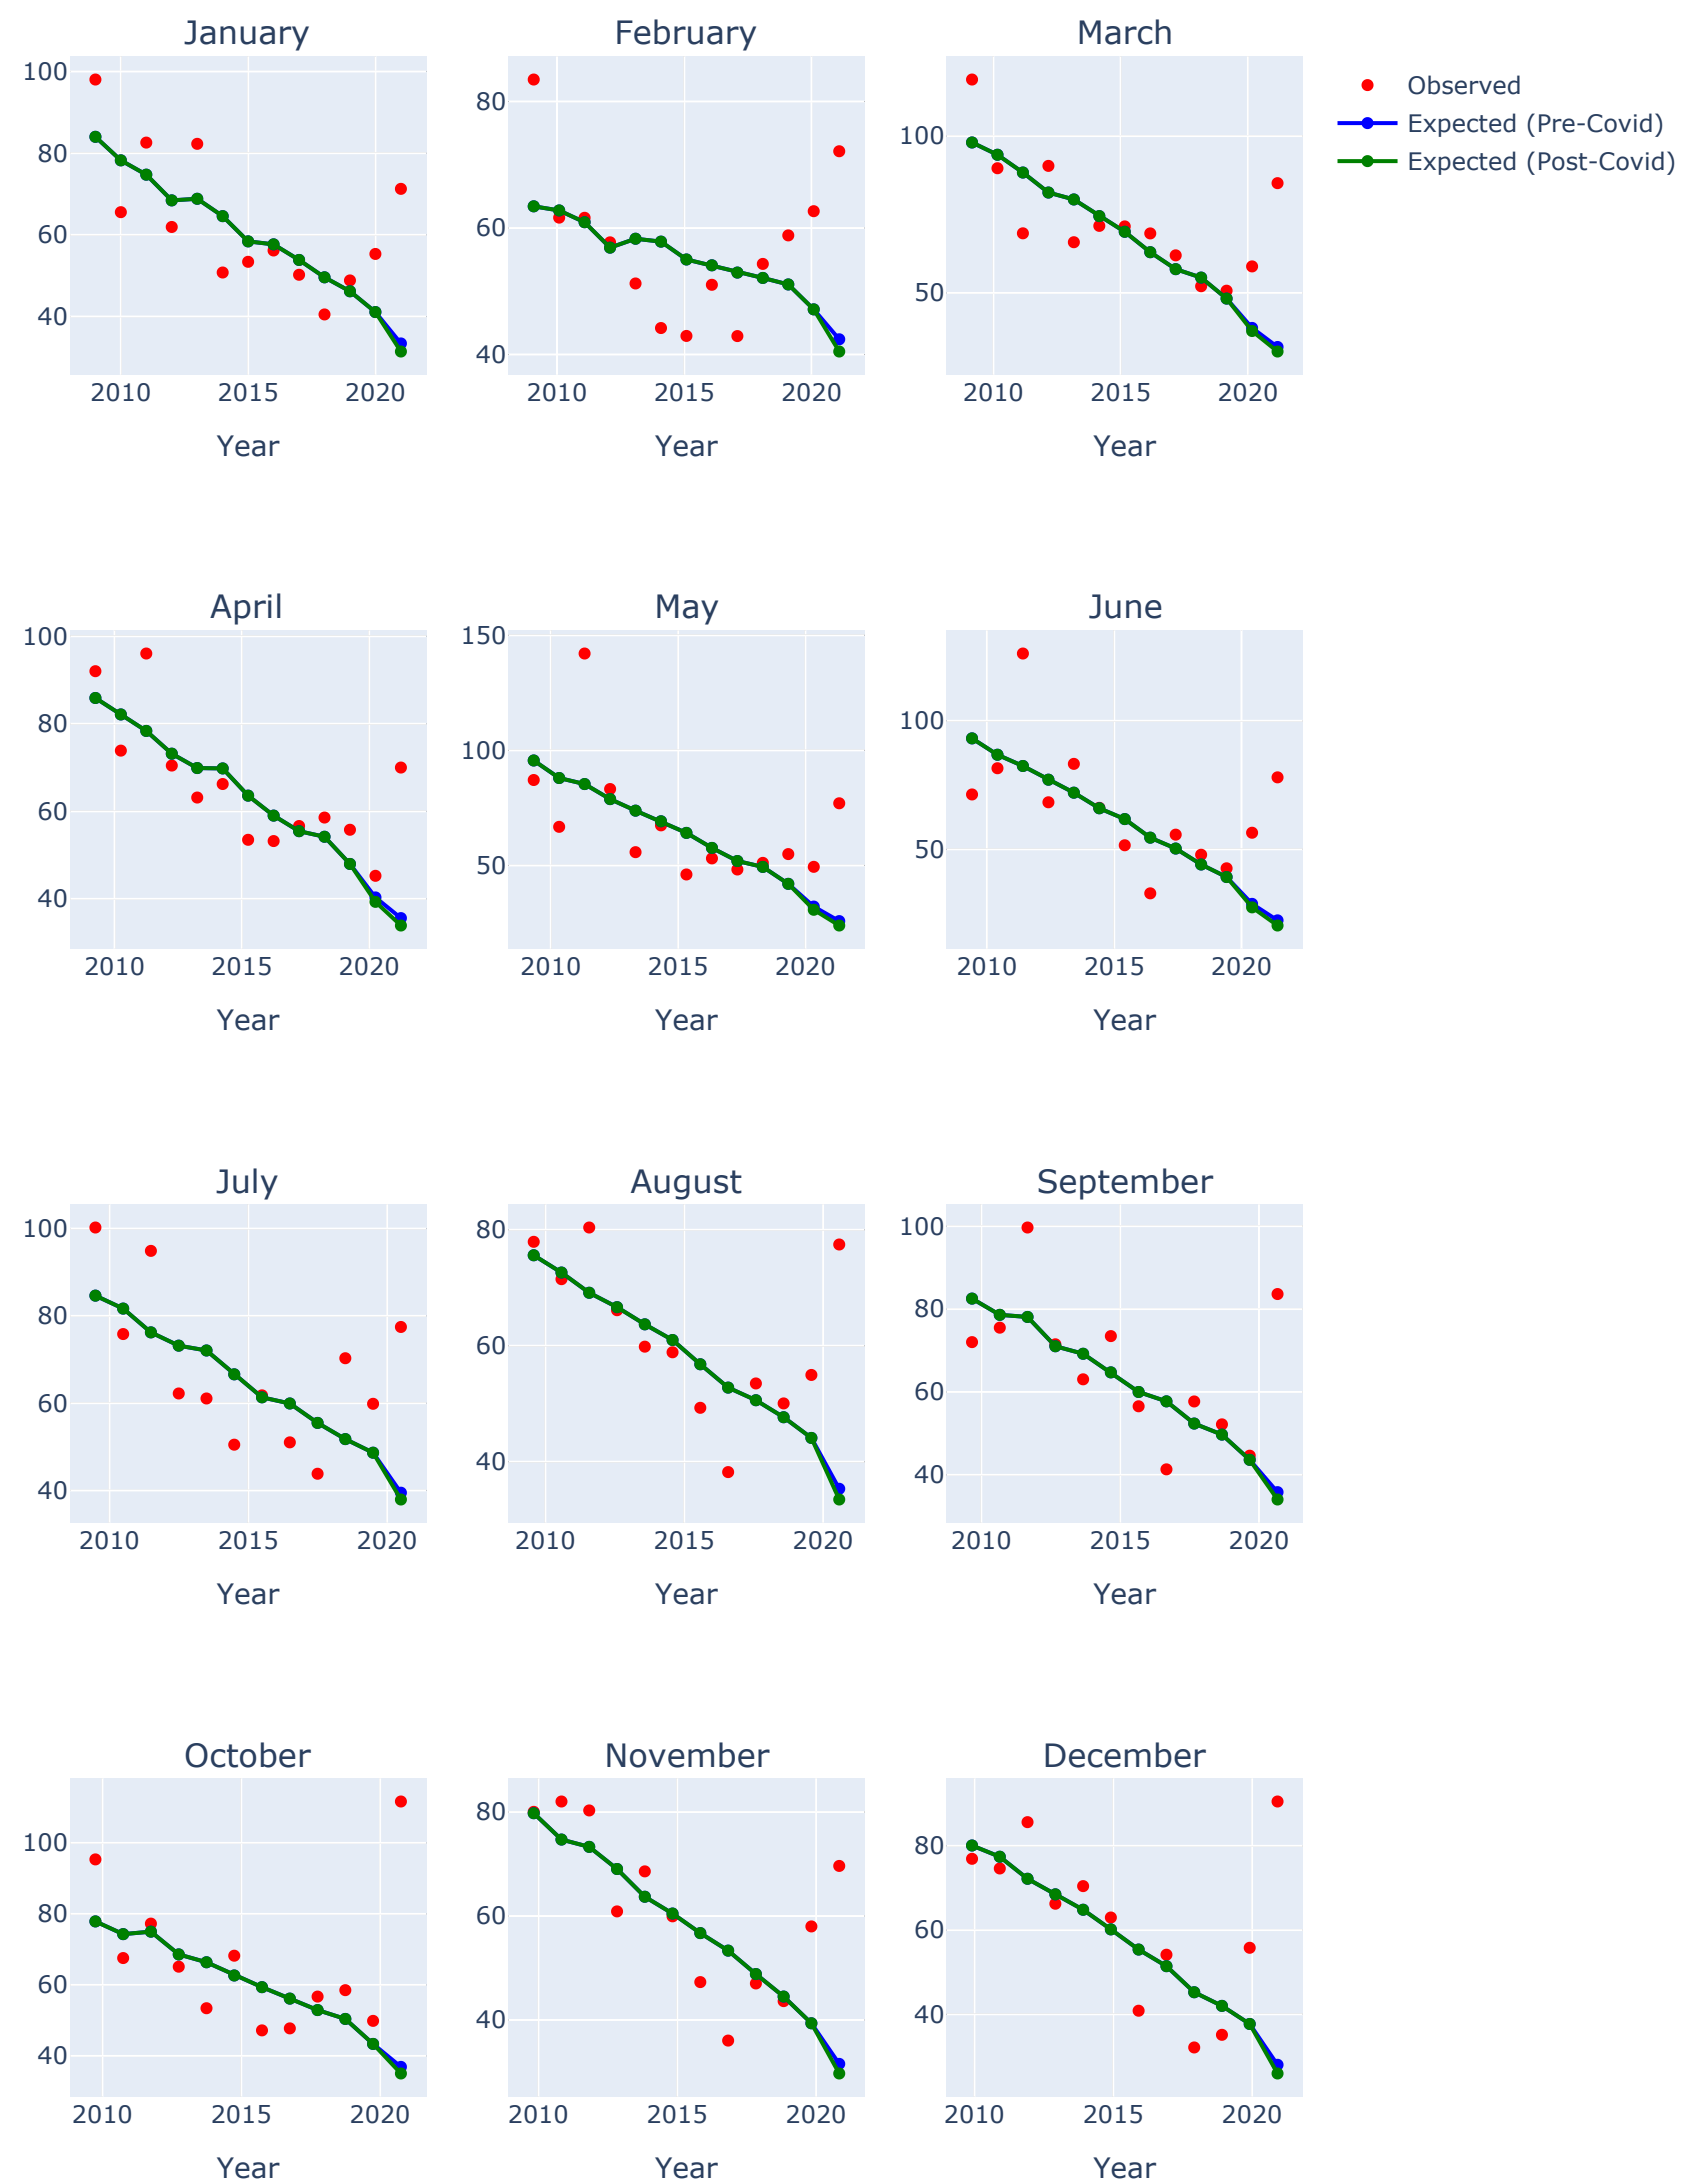 January
February
March
100
80
60
40
2010
2015
2020
Year
80
60
40
2010
2015
2020
Year
100
50
2010
2015
2020
Year
Observed
Expected (Pre-Covid)
Expected (Post-Covid)
April
May
June
100
80
60
40
2010
2015
2020
Year
150
100
50
2010
2015
2020
Year
100
50
2010
2015
2020
Year
July
August
September
100
80
60
40
2010
2015
2020
Year
80
60
40
2010
2015
2020
Year
100
80
60
40
2010
2015
2020
Year
October
November
December
100
80
60
40
2010
2015
2020
Year
80
60
40
2010
2015
2020
Year
80
60
40
2010
2015
2020
Year